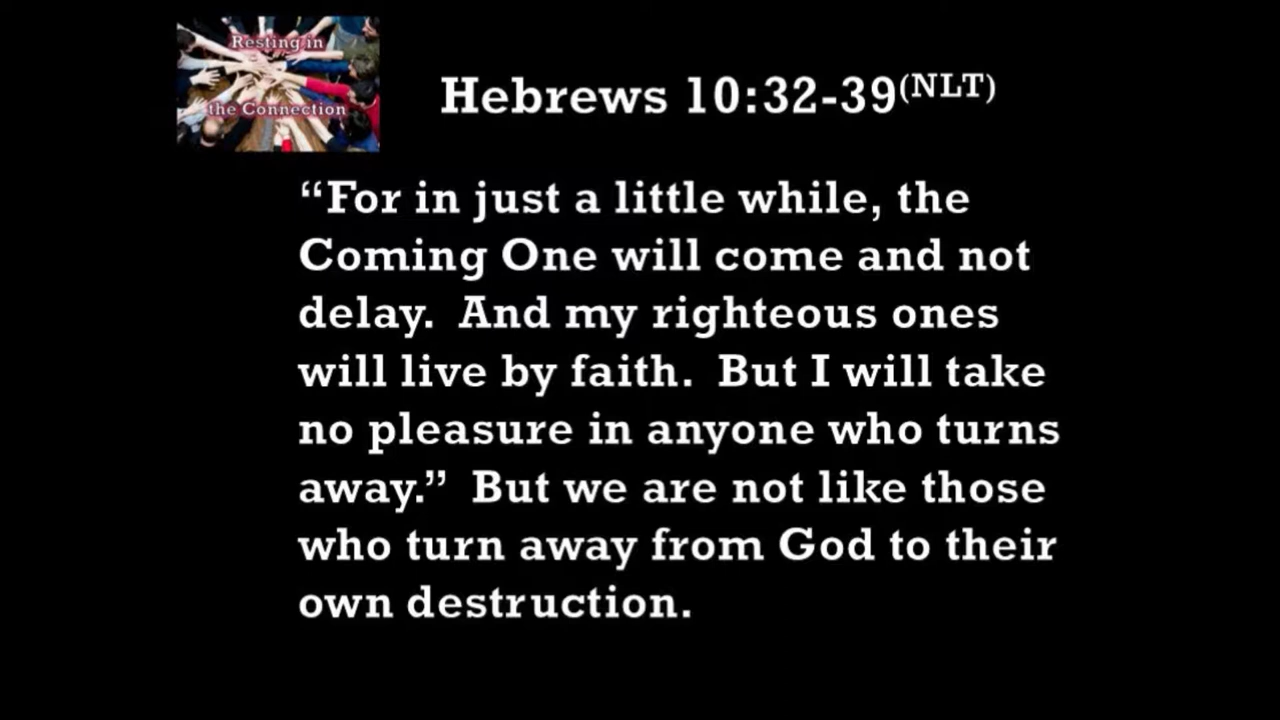 Resting in
the Connection
Hebrews 10:32-39(NLT)
“For in just a little while, the
Coming One will come and not
delay.  And my righteous ones
will live by faith.  But I will take
no pleasure in anyone who turns
away.”  But we are not like those
who turn away from God to their
own destruction.